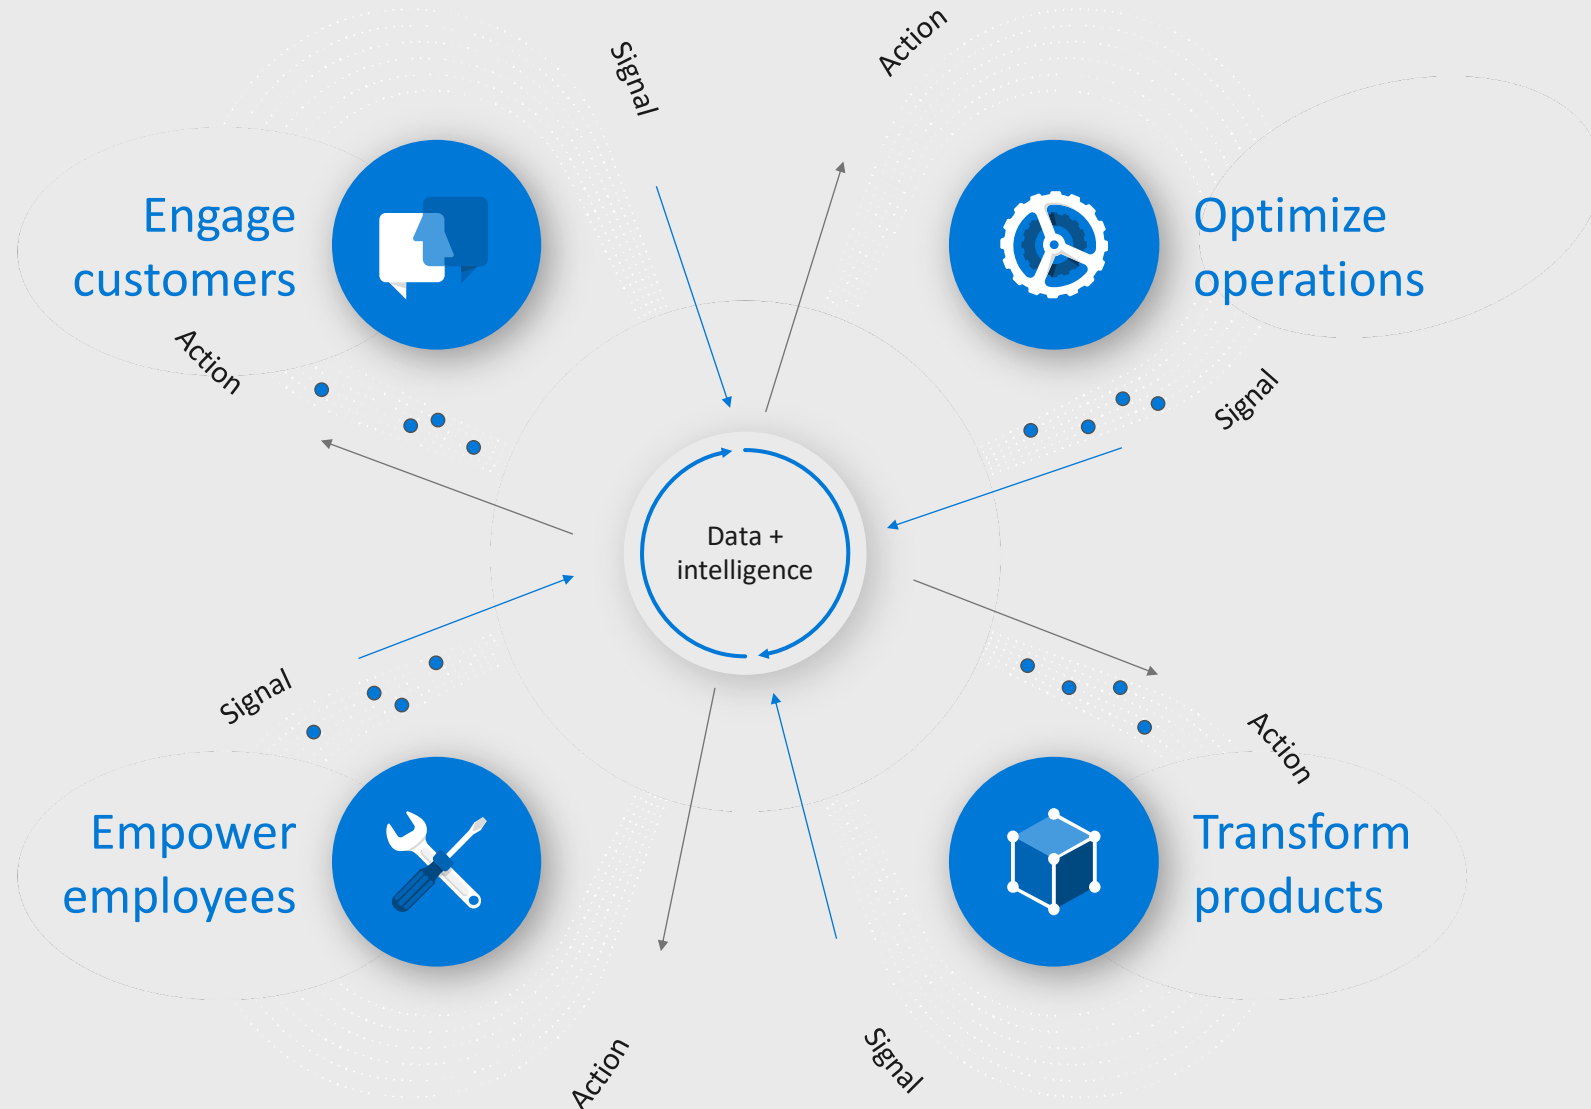 Signal
Action
Engage
customers
Optimize
operations
Action
Signal
Data +
intelligence
Signal
Action
Empower
employees
Transform
products
Action
Signal